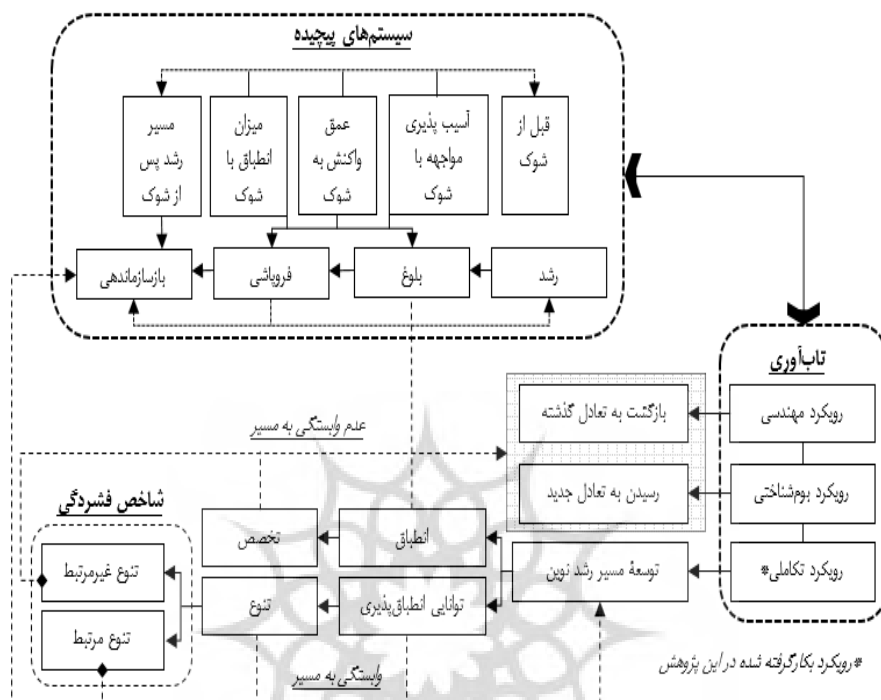 سیستم‌های پیچیده
قبل از
شوک
آسیب پذیری
مواجهه با
شوک
عمق
واکنش به
شوک
میزان
انطباق با
شوک
مسیر
رشد پس
از شوک
رشد
بلوغ
فروپاشی
بازسازماندهی
تاب‌آوری
رویکرد مهندسی
رویکرد بوم‌شناختی
رویکرد تکاملی*
بازگشت به تعادل گذشته
رسیدن به تعادل جدید
توسعهٔ مسیر رشد نوین
عدم وابستگی به مسیر
انطباق
تخصص
توانایی انطباق‌پذیری
تنوع
شاخص فشردگی
تنوع غیرمرتبط
تنوع مرتبط
وابستگی به مسیر
*رویکرد بکارگرفته شده در این پژوهش